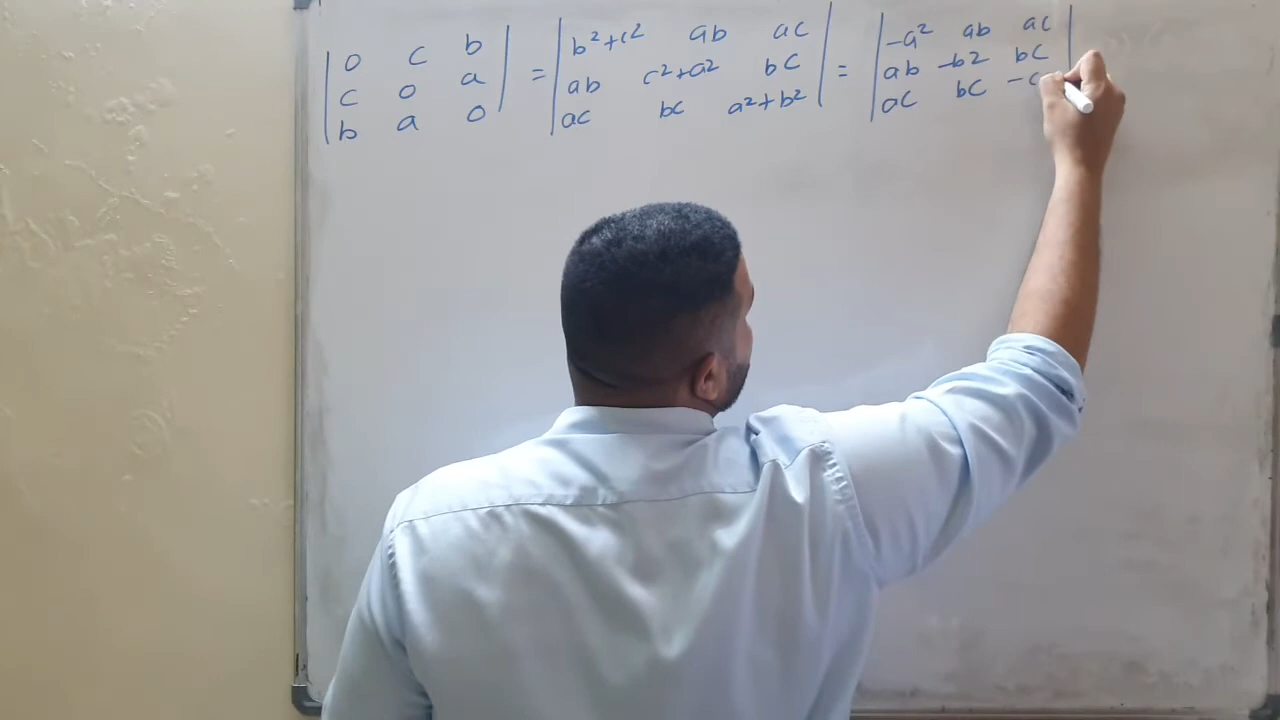 | 0 c b | = | b²+c² ab ac | = | -a² ab ac |
| c 0 a | | ab c²+a² bc | | ab -b2 bc |
| b a 0 | | ac bc a²+b² | | ac bc -c